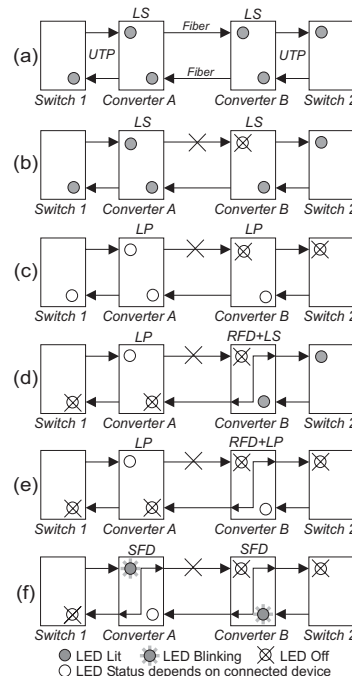 LS LS
Fiber
(a) UTP UTP
Fiber
Switch 1 Converter A Converter B Switch 2
LS LS
(b)
Switch 1 Converter A Converter B Switch 2
LP LP
(c)
Switch 1 Converter A Converter B Switch 2
LP RFD+LS
(d)
Switch 1 Converter A Converter B Switch 2
LP RFD+LP
(e)
Switch 1 Converter A Converter B Switch 2
SFD SFD
(f)
Switch 1 Converter A Converter B Switch 2
LED Lit LED Blinking LED Off
LED Status depends on connected device